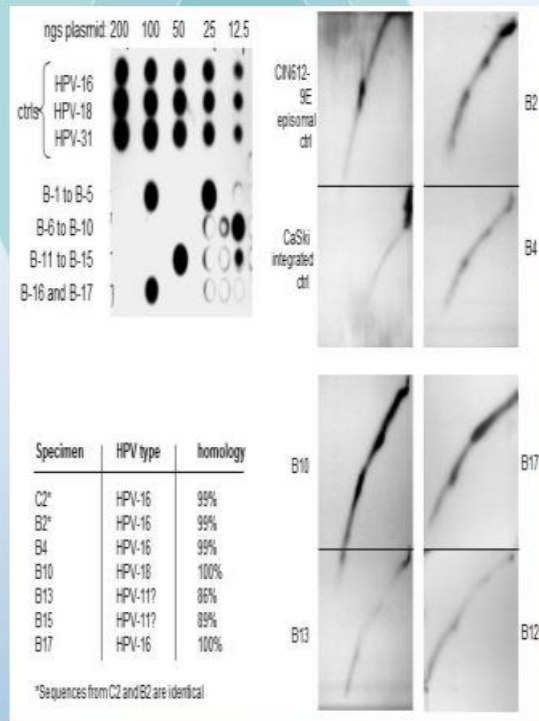 ngs plasmid: 200 100 50 25 12.5
ctrls
HPV-16
HPV-18
HPV-31
B-1 to B-5
B-6 to B-10
B-11 to B-15
B-16 and B-17
CIN612-
9E
episomal
ctrl
B2
CaSki
integrated
ctrl
B4
B10
B17
B13
B12
Specimen HPV type homology
C2* HPV-16 99%
B2* HPV-16 99%
B4 HPV-16 99%
B10 HPV-18 100%
B13 HPV-11? 86%
B15 HPV-11? 89%
B17 HPV-16 100%
*Sequences from C2 and B2 are identical